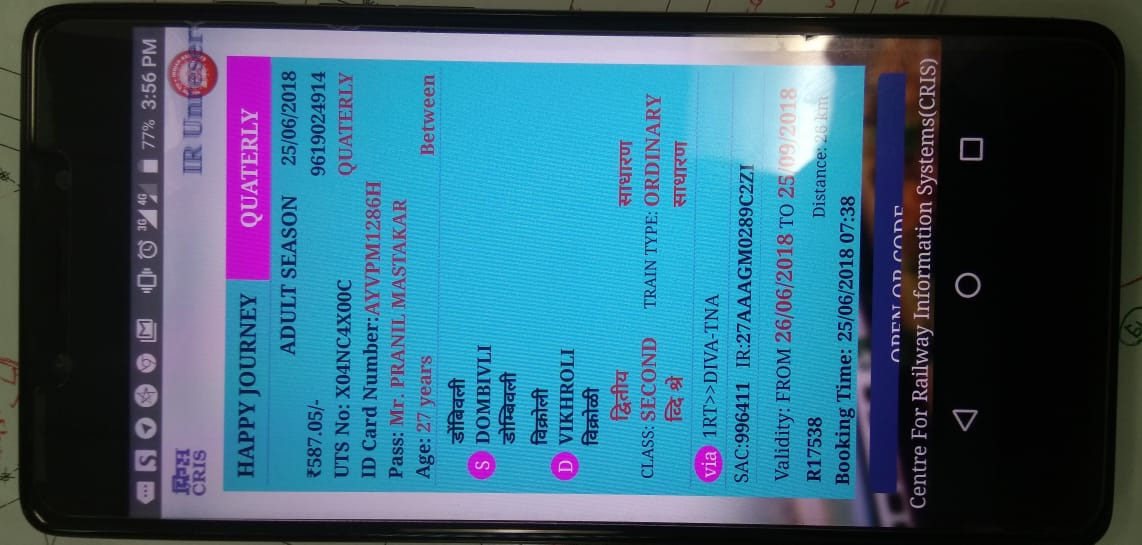 3G 4G 77% 3:56 PM
क्रिस
CRIS
IR Unreser
HAPPY JOURNEY QUATERLY
ADULT SEASON
₹587.05/- 25/06/2018
UTS No: X04NC4X00C 9619024914
ID Card Number:AYVPM1286H QUATERLY
Pass: Mr. PRANIL MASTAKAR
Age: 27 years Between
डोंबिवली
S DOMBIVLI
डोम्बिवली
विक्रोली
D VIKHROLI
विक्रोळी
द्वितीय साधारण
CLASS: SECOND TRAIN TYPE: ORDINARY
व्दि श्रे साधारण
via 1RT>>DIVA-TNA
SAC:996411 IR:27AAAGM0289C2ZI
Validity: FROM 26/06/2018 TO 25/09/2018
R17538 Distance: 26 km
Booking Time: 25/06/2018 07:38
OPEN QR CODE
Centre For Railway Information Systems(CRIS)